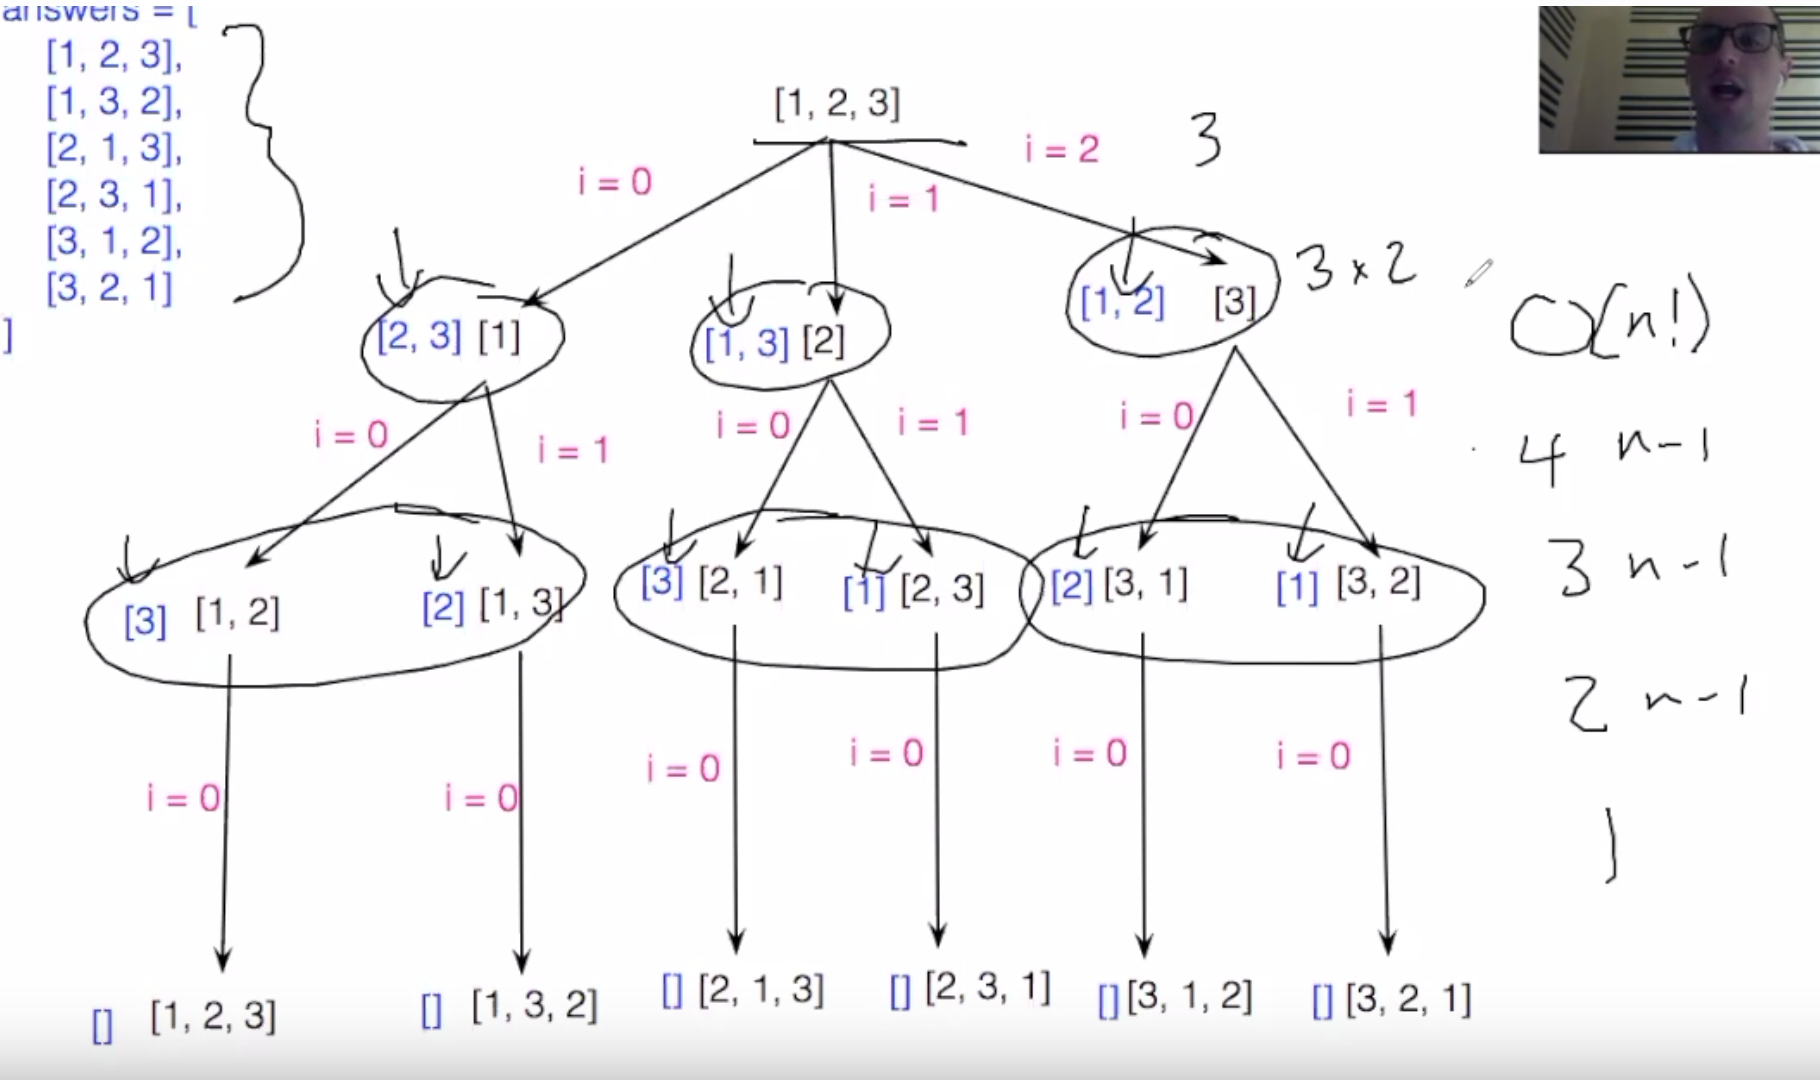 answers = [
[1, 2, 3],
[1, 3, 2],
[2, 1, 3],
[2, 3, 1],
[3, 1, 2],
[3, 2, 1]
]
[1, 2, 3]
i = 0
i = 1
i = 2
3
[2, 3] [1]
[1, 3] [2]
[1, 2] [3]
3 x 2
O(n!)
i = 0
i = 1
i = 0
i = 1
i = 0
i = 1
4 n-1
[3] [1, 2]
[2] [1, 3]
[3] [2, 1]
[1] [2, 3]
[2] [3, 1]
[1] [3, 2]
3 n-1
2 n-1
i = 0
i = 0
i = 0
i = 0
i = 0
i = 0
1
[] [1, 2, 3]
[] [1, 3, 2]
[] [2, 1, 3]
[] [2, 3, 1]
[] [3, 1, 2]
[] [3, 2, 1]